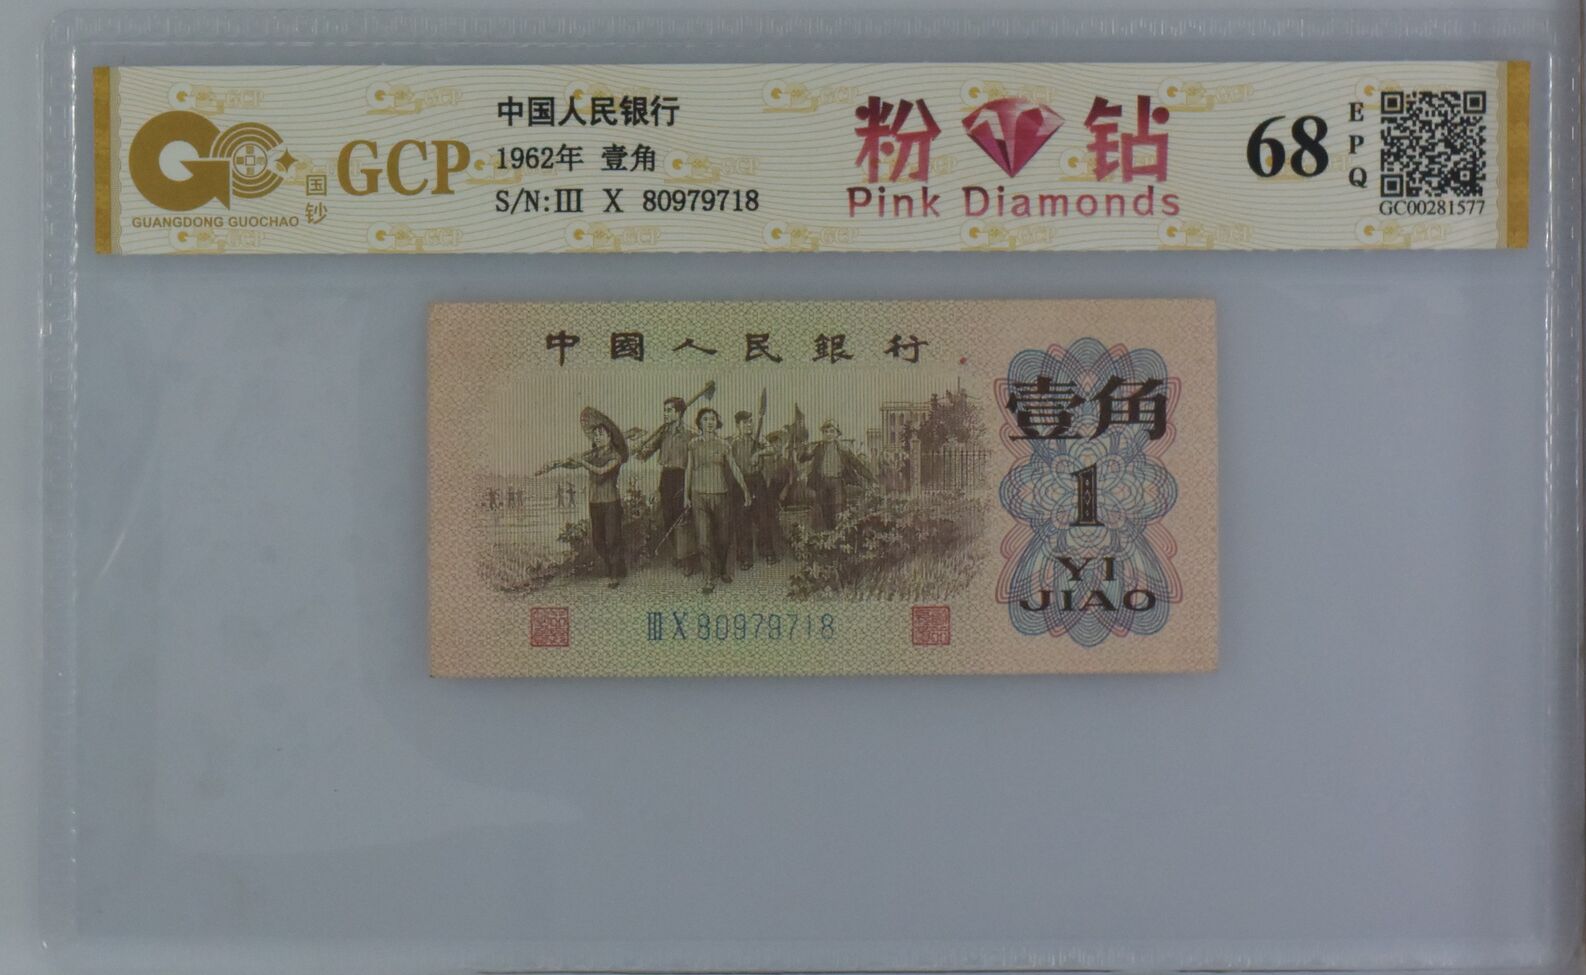 GCP
国钞
GUANGDONG GUOCHAO
中国人民银行
1962年 壹角
S/N:III X 80979718
粉钻
Pink Diamonds
68
EPQ
GC00281577
中國人民銀行
壹角
1
YI
JIAO
III X 80979718